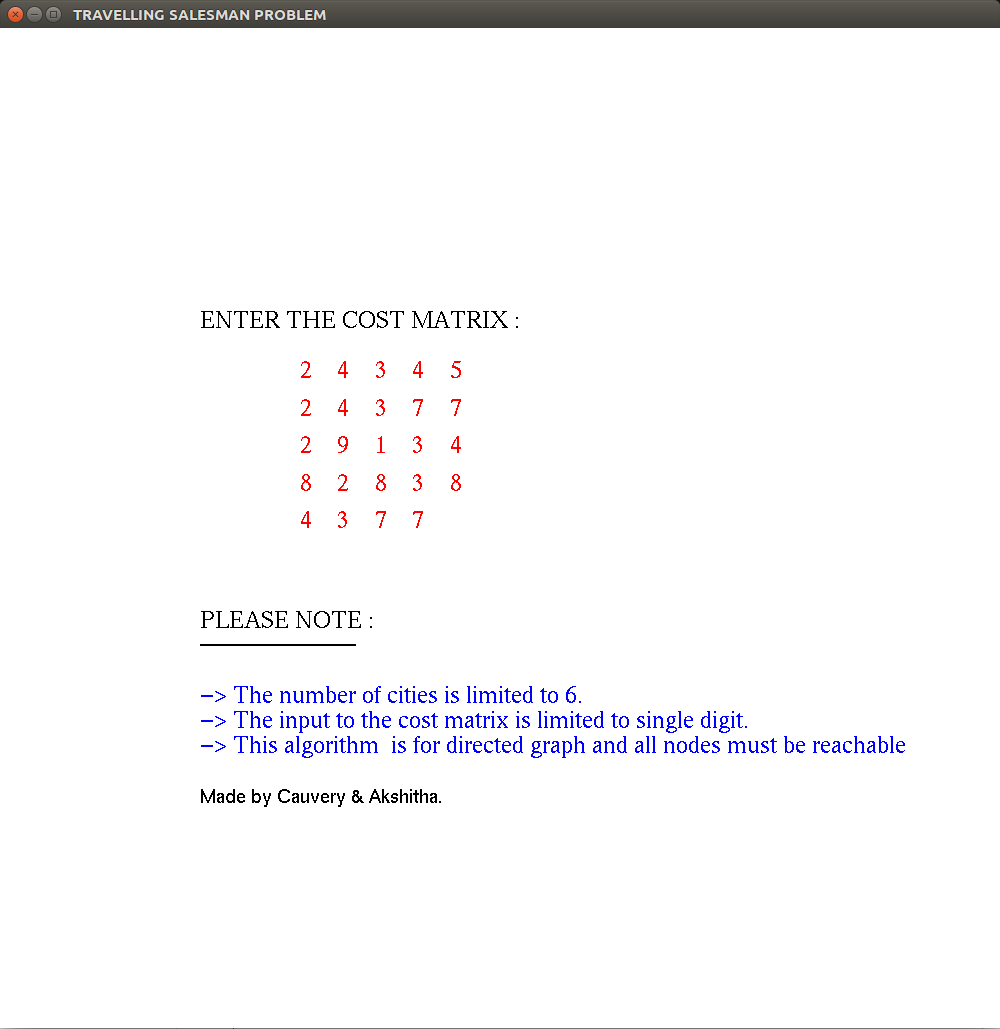 TRAVELLING SALESMAN PROBLEM
ENTER THE COST MATRIX :
2 4 3 4 5
2 4 3 7 7
2 9 1 3 4
8 2 8 3 8
4 3 7 7
PLEASE NOTE :
−> The number of cities is limited to 6.
−> The input to the cost matrix is limited to single digit.
−> This algorithm  is for directed graph and all nodes must be reachable
Made by Cauvery & Akshitha.